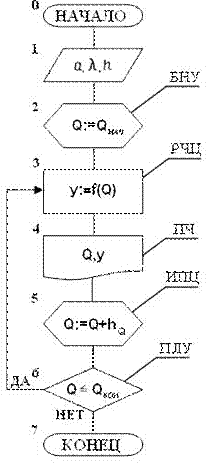 0
НАЧАЛО
1
a, λ, h
2
БНУ
Q:=Qнач
3
РЧЦ
y:=f(Q)
4
ПЧ
Q,y
5
ИПЦ
Q:=Q+hQ
6
ПЛУ
ДА
Q ≤ Qкон
НЕТ
7
КОНЕЦ